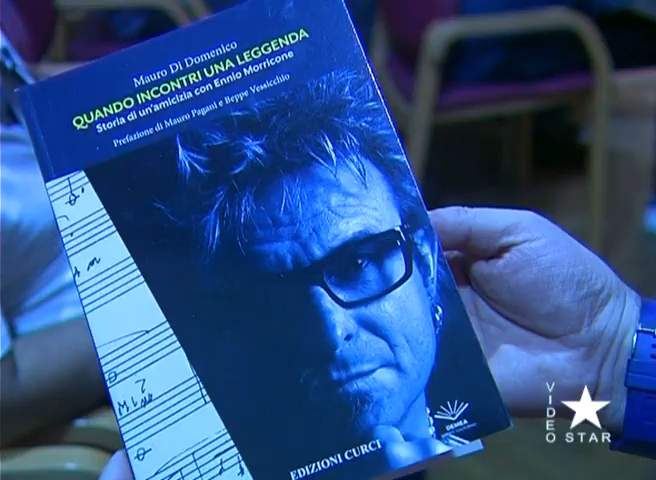 Mauro Di Domenico
QUANDO INCONTRI UNA LEGGENDA
Storia di un'amicizia con Ennio Morricone
Prefazione di Mauro Pagani e Beppe Vessicchio
DEMEA
EDIZIONI CURCI
VIDEO STAR